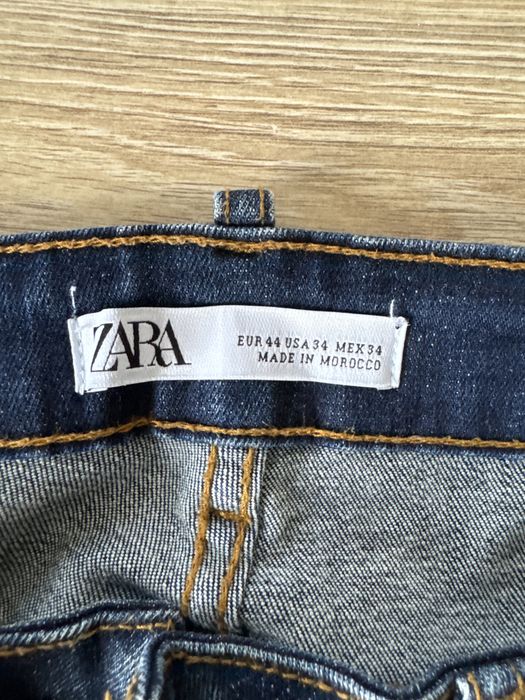 ZARA
EUR 44 USA 34 MEX 34
MADE IN MOROCCO